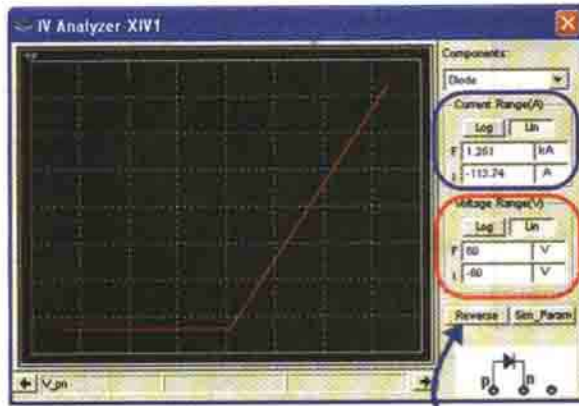 IV Analyzer-XIV1
Components:
Diode
Current Range(A)
Log Lin
F 1.261 kA
I -113.74 A
Voltage Range(V)
Log Lin
F 60 V
I -60 V
Reverse Sim_Param
V_pn
p n